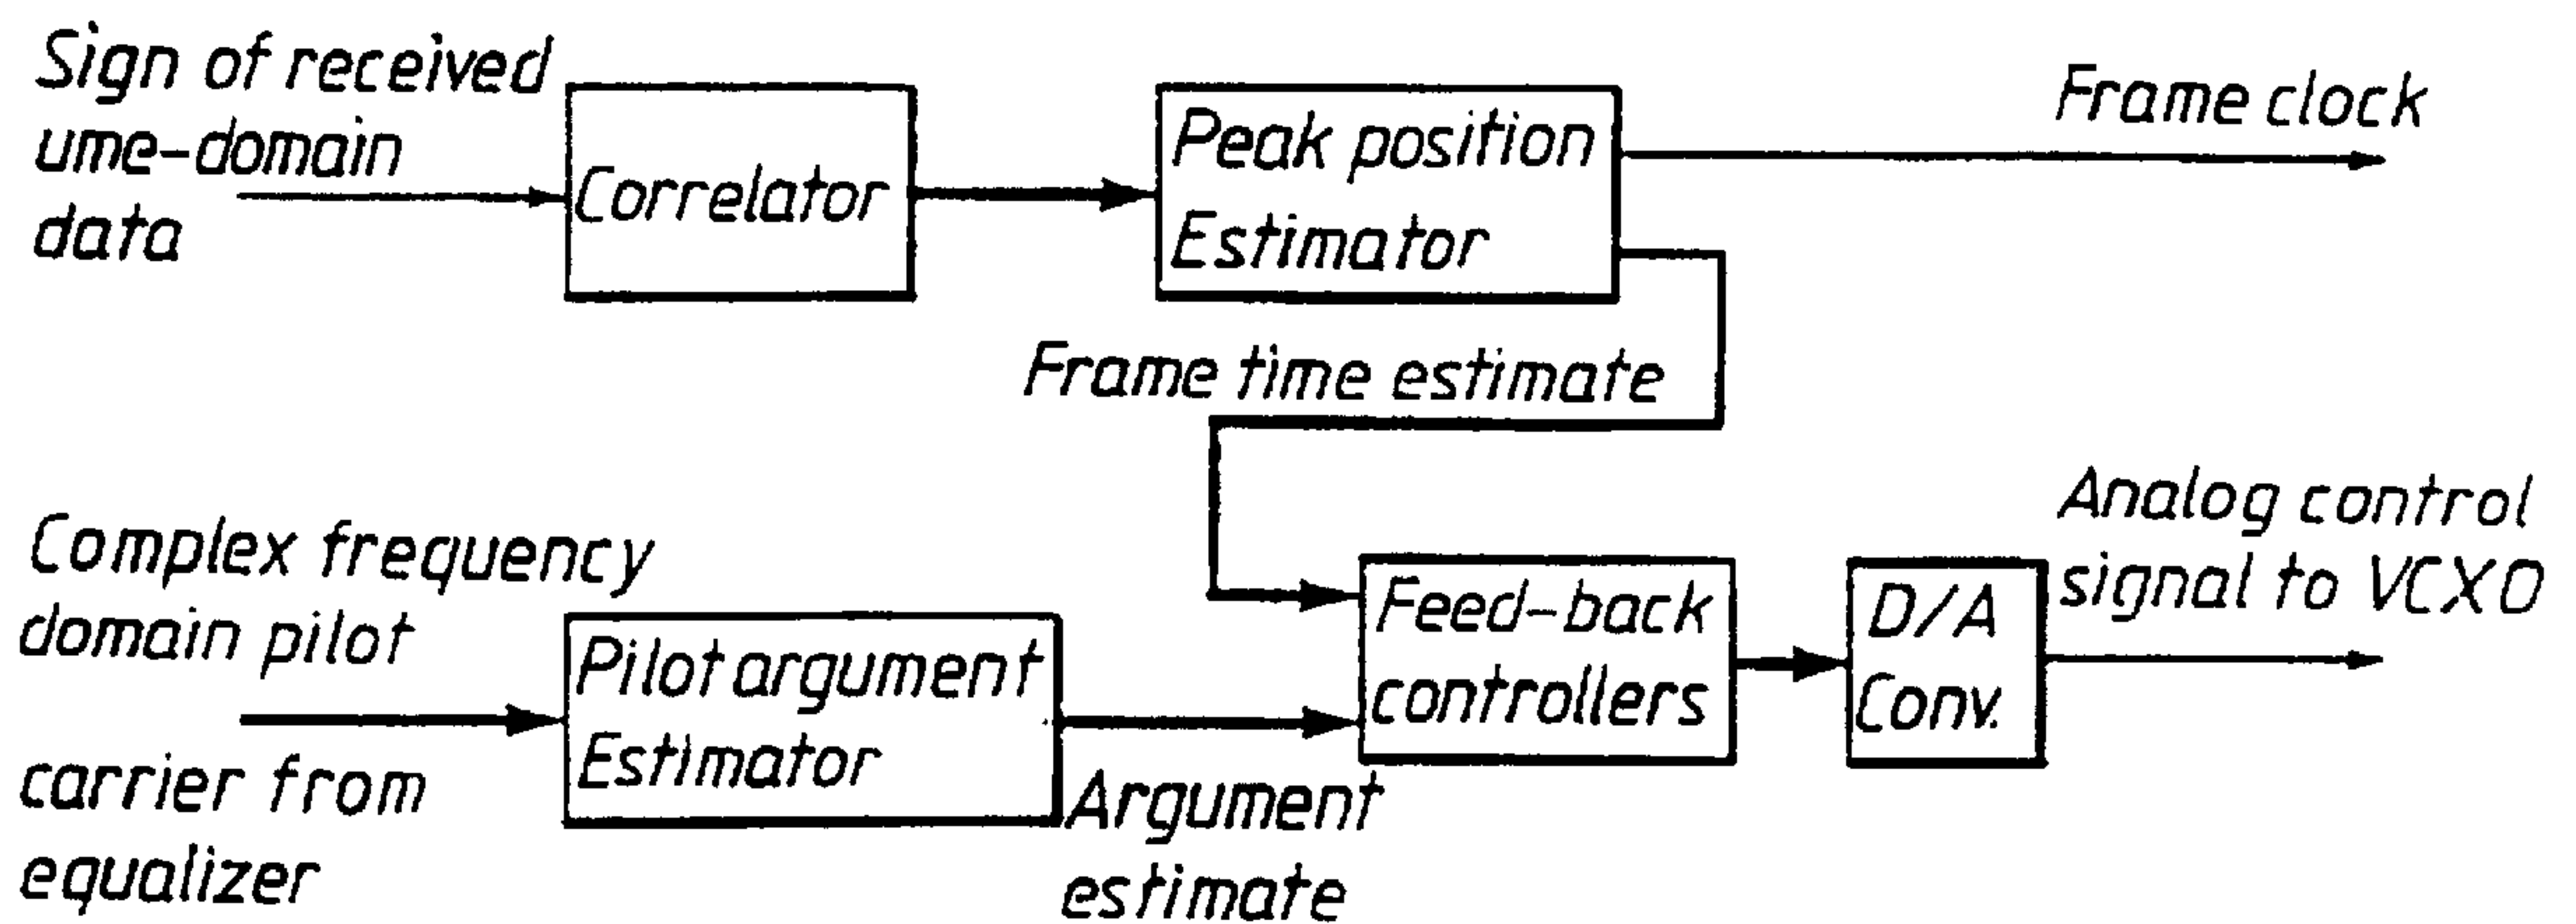 Sign of received
ume-domain
data
Correlator
Peak position
Estimator
Frame clock
Frame time estimate
Complex frequency
domain pilot
carrier from
equalizer
Pilot argument
Estimator
Argument
estimate
Feed-back
controllers
D/A
Conv.
Analog control
signal to VCXO